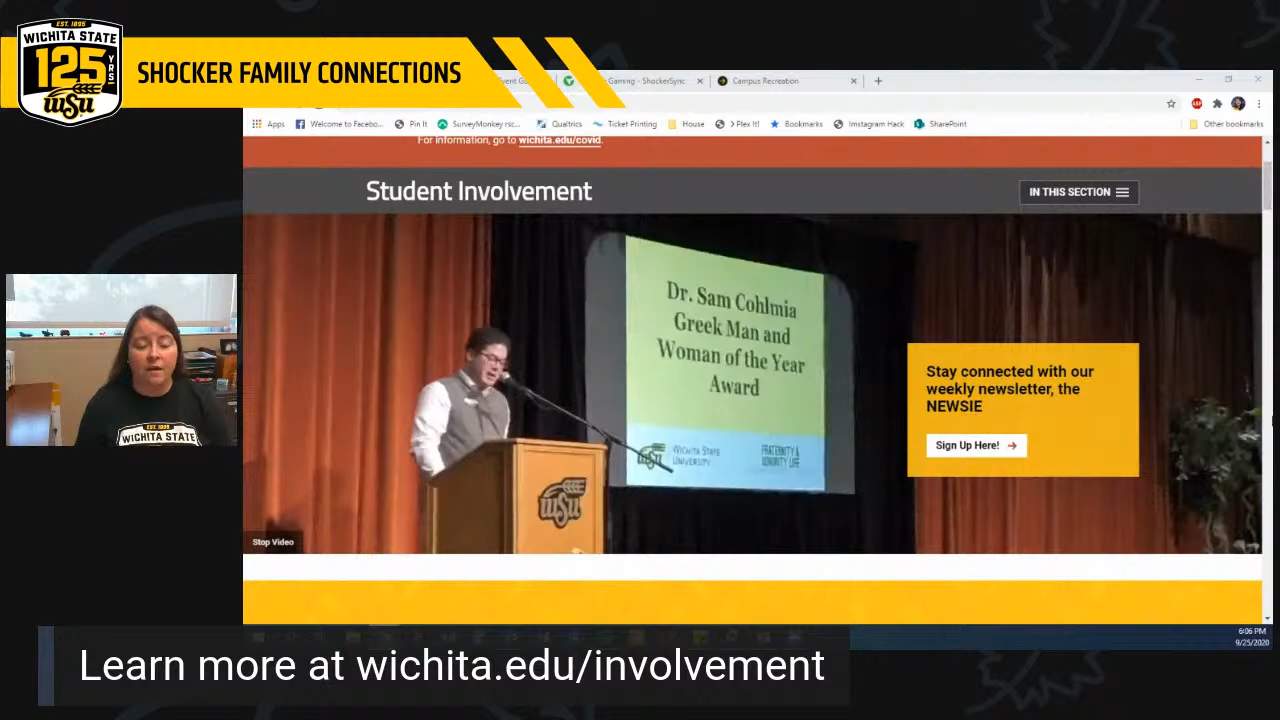 EST. 1895
WICHITA STATE
125 YRS
WSU
SHOCKER FAMILY CONNECTIONS
Gaming - ShockerSync
Campus Recreation
Apps
Welcome to Facebo...
Pin It
SurveyMonkey rsc...
Qualtrics
Ticket Printing
House
> Plex It!
Bookmarks
Instagram Hack
SharePoint
Other bookmarks
For information, go to wichita.edu/covid.
Student Involvement
IN THIS SECTION
Dr. Sam Cohlmia
Greek Man and
Woman of the Year
Award
WICHITA STATE
UNIVERSITY
FRATERNITY &
SORORITY LIFE
WSU
Stay connected with our
weekly newsletter, the
NEWSIE
Sign Up Here!
Stop Video
WICHITA STATE
6:06 PM
9/25/2020
Learn more at wichita.edu/involvement